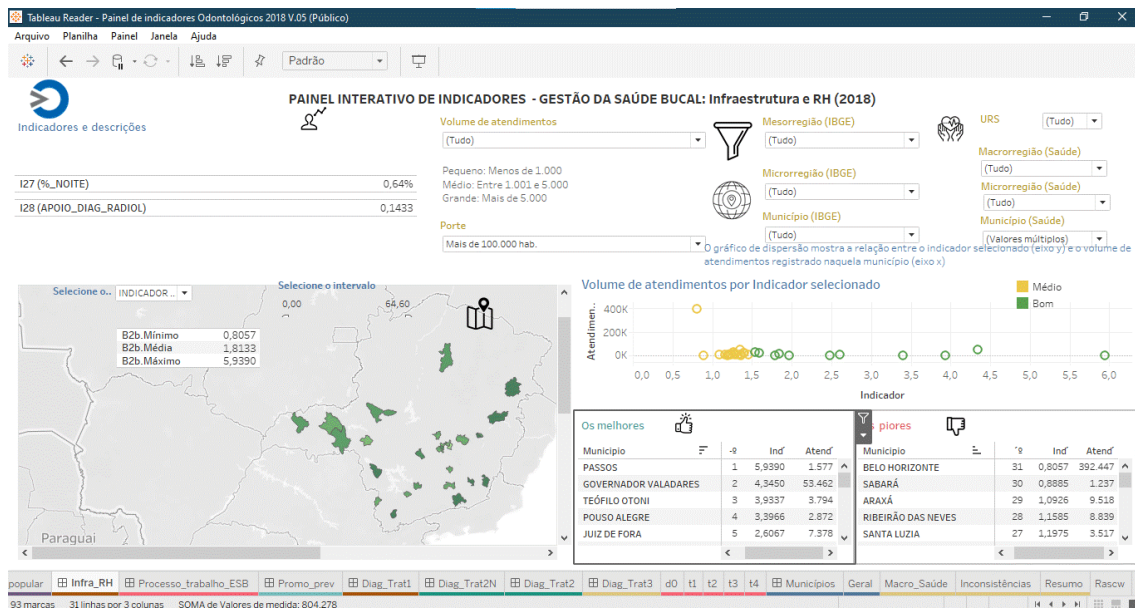 Tableau Reader - Painel de indicadores Odontológicos 2018 V.05 (Público)
Arquivo Planilha Painel Janela Ajuda
Padrão
PAINEL INTERATIVO DE INDICADORES - GESTÃO DA SAÚDE BUCAL: Infraestrutura e RH (2018)
Indicadores e descrições
I27 (%_NOITE) 0,64%
I28 (APOIO_DIAG_RADIOL) 0,1433
Volume de atendimentos
(Tudo)
Pequeno: Menos de 1.000
Médio: Entre 1.001 e 5.000
Grande: Mais de 5.000
Porte
Mais de 100.000 hab.
Mesorregião (IBGE)
(Tudo)
Microrregião (IBGE)
(Tudo)
Município (IBGE)
(Tudo)
URS (Tudo)
Macrorregião (Saúde)
(Tudo)
Microrregião (Saúde)
(Tudo)
Município (Saúde)
(Valores múltiplos)
O gráfico de dispersão mostra a relação entre o indicador selecionado (eixo y) e o volume de
atendimentos registrado naquela município (eixo x)
Selecione o.. INDICADOR ..
Selecione o intervalo
0,00 64,60
B2b.Mínimo 0,8057
B2b.Média 1,8133
B2b.Máximo 5,9390
Paraguai
Volume de atendimentos por Indicador selecionado
Médio
Bom
Atendimen..
400K
200K
0K
0,0 0,5 1,0 1,5 2,0 2,5 3,0 3,5 4,0 4,5 5,0 5,5 6,0
Indicador
Os melhores
Municipio -º Indˆ Atend
PASSOS 1 5,9390 1.577
GOVERNADOR VALADARES 2 4,3450 53.462
TEÓFILO OTONI 3 3,9337 3.794
POUSO ALEGRE 4 3,3966 2.872
JUIZ DE FORA 5 2,6067 7.378
s piores
Municipio ˆº Indˆ Atendˆ
BELO HORIZONTE 31 0,8057 392.447
SABARÁ 30 0,8885 1.237
ARAXÁ 29 1,0926 9.518
RIBEIRÃO DAS NEVES 28 1,1585 8.839
SANTA LUZIA 27 1,1975 3.517
popular Infra_RH Processo_trabalho_ESB Promo_prev Diag_Trat1 Diag_Trat2N Diag_Trat2 Diag_Trat3 d0 t1 t2 t3 t4 Municípios Geral Macro_Saúde Inconsistências Resumo Rascw
93 marcas 31 linhas por 3 colunas SOMA de Valores de medida: 804.278